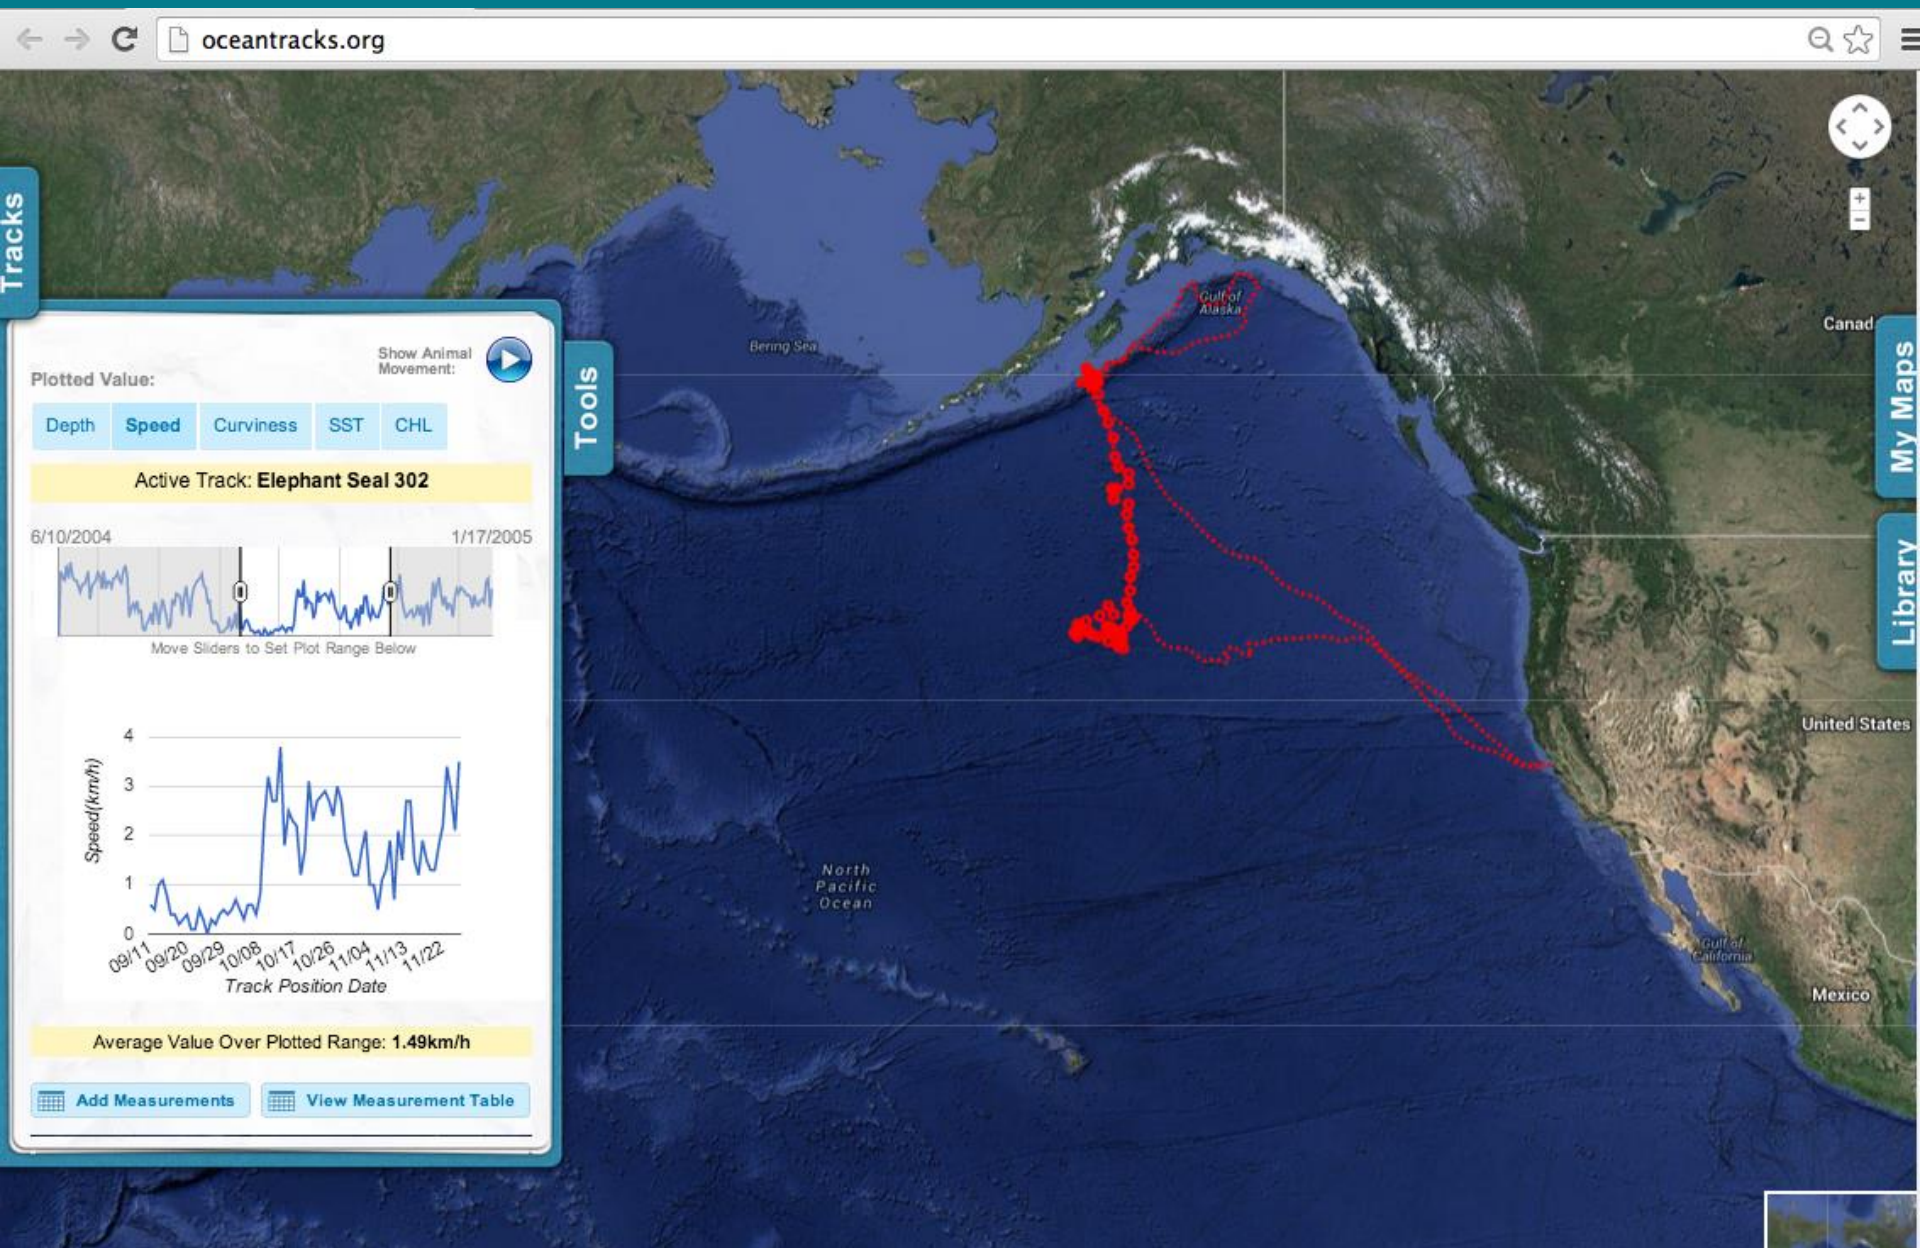 oceantracks.org
Tracks
Show Animal
Movement:
Plotted Value:
Depth Speed Curviness SST CHL
Active Track: Elephant Seal 302
6/10/2004 1/17/2005
Move Sliders to Set Plot Range Below
4
3
2
1
0
Speed(km/h)
09/11 09/20 09/29 10/08 10/17 10/26 11/04 11/13 11/22
Track Position Date
Average Value Over Plotted Range: 1.49km/h
Add Measurements View Measurement Table
Tools
Bering Sea
Gulf of
Alaska
Canad
My Maps
Library
United States
North
Pacific
Ocean
Gulf of
California
Mexico
+
−